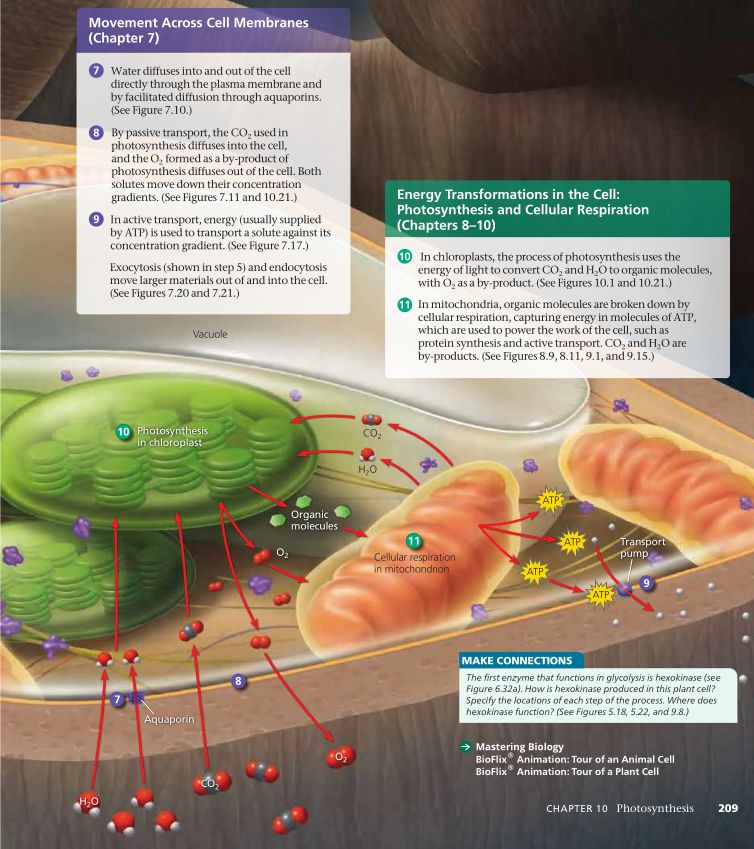 Movement Across Cell Membranes
(Chapter 7)
7 Water diffuses into and out of the cell
directly through the plasma membrane and
by facilitated diffusion through aquaporins.
(See Figure 7.10.)
8 By passive transport, the CO₂ used in
photosynthesis diffuses into the cell,
and the O₂ formed as a by-product of
photosynthesis diffuses out of the cell. Both
solutes move down their concentration
gradients. (See Figures 7.11 and 10.21.)
9 In active transport, energy (usually supplied
by ATP) is used to transport a solute against its
concentration gradient. (See Figure 7.17.)
Exocytosis (shown in step 5) and endocytosis
move larger materials out of and into the cell.
(See Figures 7.20 and 7.21.)
Energy Transformations in the Cell:
Photosynthesis and Cellular Respiration
(Chapters 8–10)
10 In chloroplasts, the process of photosynthesis uses the
energy of light to convert CO₂ and H₂O to organic molecules,
with O₂ as a by-product. (See Figures 10.1 and 10.21.)
11 In mitochondria, organic molecules are broken down by
cellular respiration, capturing energy in molecules of ATP,
which are used to power the work of the cell, such as
protein synthesis and active transport. CO₂ and H₂O are
by-products. (See Figures 8.9, 8.11, 9.1, and 9.15.)
Vacuole
10 Photosynthesis
in chloroplast
CO₂
H₂O
Organic
molecules
O₂
11
Cellular respiration
in mitochondrion
ATP
ATP
ATP
ATP
Transport
pump
9
8
7
Aquaporin
H₂O
CO₂
O₂
MAKE CONNECTIONS
The first enzyme that functions in glycolysis is hexokinase (see
Figure 6.32a). How is hexokinase produced in this plant cell?
Specify the locations of each step of the process. Where does
hexokinase function? (See Figures 5.18, 5.22, and 9.8.)
Mastering Biology
BioFlix® Animation: Tour of an Animal Cell
BioFlix® Animation: Tour of a Plant Cell
CHAPTER 10 Photosynthesis 209